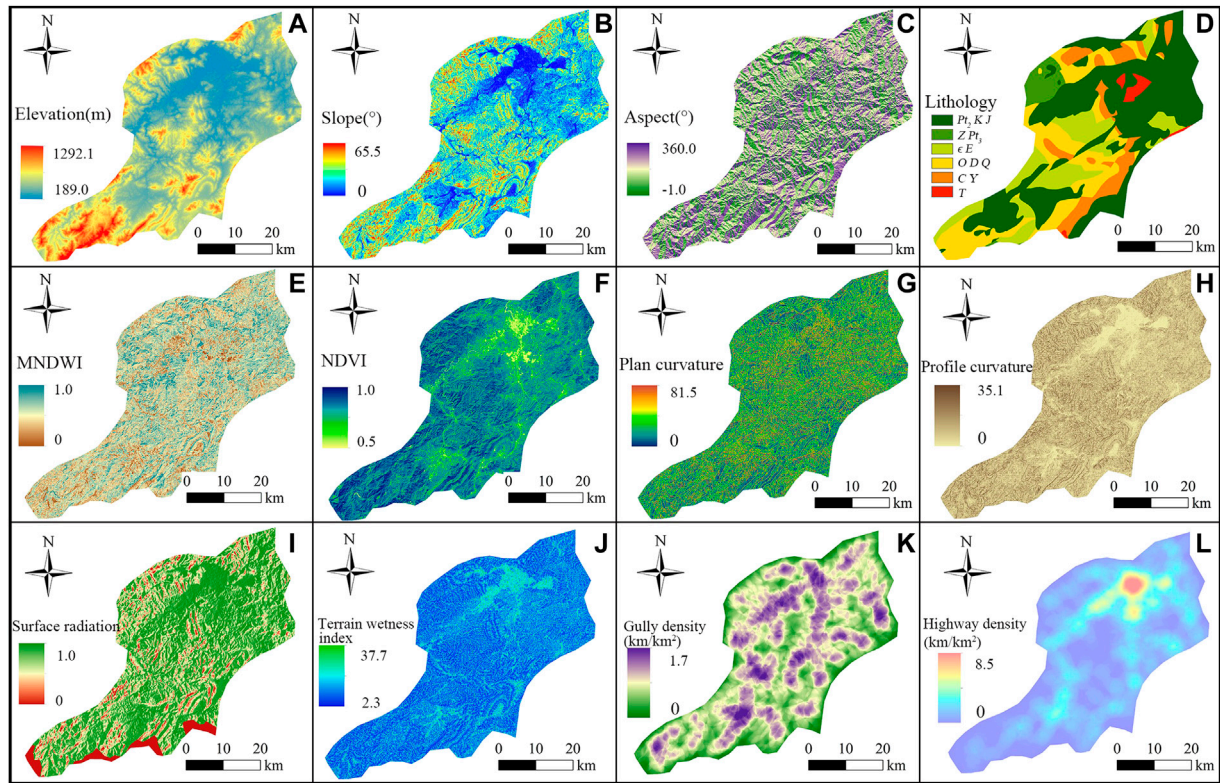 N
A
Elevation(m)
1292.1
189.0
0 10 20
km
N
B
Slope(°)
65.5
0
0 10 20
km
N
C
Aspect(°)
360.0
-1.0
0 10 20
km
N
D
Lithology
Pt₂ K J
Z Pt₃
ϵ E
O D Q
C Y
T
0 10 20
km
N
E
MNDWI
1.0
0
0 10 20
km
N
F
NDVI
1.0
0.5
0 10 20
km
N
G
Plan curvature
81.5
0
0 10 20
km
N
H
Profile curvature
35.1
0
0 10 20
km
N
I
Surface radiation
1.0
0
0 10 20
km
N
J
Terrain wetness
index
37.7
2.3
0 10 20
km
N
K
Gully density
(km/km²)
1.7
0
0 10 20
km
N
L
Highway density
(km/km²)
8.5
0
0 10 20
km